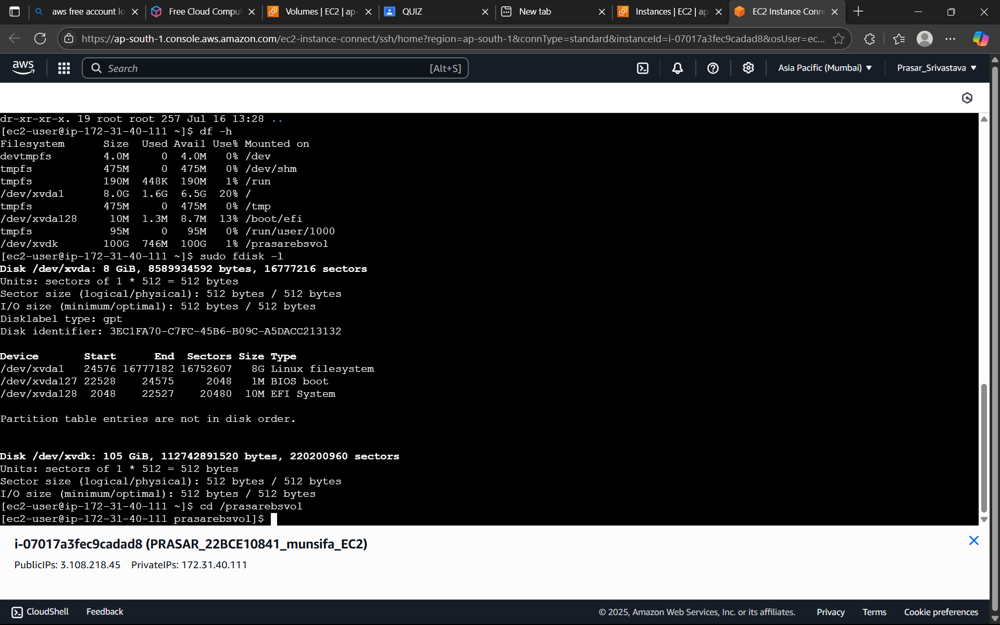 aws free account lo
Free Cloud Comput
Volumes | EC2 | ap-
QUIZ
New tab
Instances | EC2 | ap
EC2 Instance Conn
https://ap-south-1.console.aws.amazon.com/ec2-instance-connect/ssh/home?region=ap-south-1&connType=standard&instanceId=i-07017a3fec9cadad8&osUser=ec...
aws
Search [Alt+S]
Asia Pacific (Mumbai)
Prasar_Srivastava
dr-xr-xr-x. 19 root root 257 Jul 16 13:28 ..
[ec2-user@ip-172-31-40-111 ~]$ df -h
Filesystem      Size  Used Avail Use% Mounted on
devtmpfs        4.0M     0  4.0M   0% /dev
tmpfs           475M     0  475M   0% /dev/shm
tmpfs           190M  448K  190M   1% /run
/dev/xvda1      8.0G  1.6G  6.5G  20% /
tmpfs           475M     0  475M   0% /tmp
/dev/xvda128     10M  1.3M  8.7M  13% /boot/efi
tmpfs            95M     0   95M   0% /run/user/1000
/dev/xvdk       100G  746M  100G   1% /prasarebsvol
[ec2-user@ip-172-31-40-111 ~]$ sudo fdisk -l
Disk /dev/xvda: 8 GiB, 8589934592 bytes, 16777216 sectors
Units: sectors of 1 * 512 = 512 bytes
Sector size (logical/physical): 512 bytes / 512 bytes
I/O size (minimum/optimal): 512 bytes / 512 bytes
Disklabel type: gpt
Disk identifier: 3EC1FA70-C7FC-45B6-B09C-A5DACC213132
Device       Start      End  Sectors Size Type
/dev/xvda1   24576 16777182 16752607   8G Linux filesystem
/dev/xvda127 22528    24575     2048   1M BIOS boot
/dev/xvda128  2048    22527    20480  10M EFI System
Partition table entries are not in disk order.
Disk /dev/xvdk: 105 GiB, 112742891520 bytes, 220200960 sectors
Units: sectors of 1 * 512 = 512 bytes
Sector size (logical/physical): 512 bytes / 512 bytes
I/O size (minimum/optimal): 512 bytes / 512 bytes
[ec2-user@ip-172-31-40-111 ~]$ cd /prasarebsvol
[ec2-user@ip-172-31-40-111 prasarebsvol]$
i-07017a3fec9cadad8 (PRASAR_22BCE10841_munsifa_EC2)
PublicIPs: 3.108.218.45 PrivateIPs: 172.31.40.111
CloudShell Feedback © 2025, Amazon Web Services, Inc. or its affiliates. Privacy Terms Cookie preferences